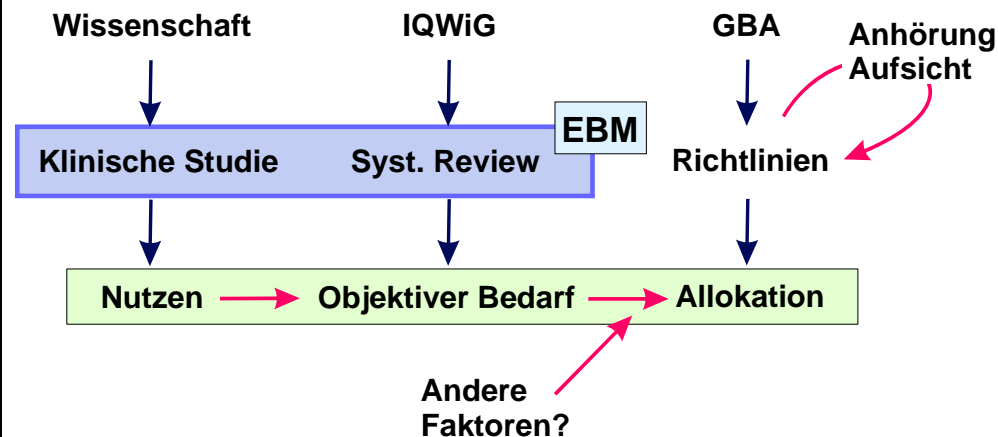 Wissenschaft IQWiG GBA
Anhörung
Aufsicht
EBM
Klinische Studie Syst. Review Richtlinien
Nutzen Objektiver Bedarf Allokation
Andere
Faktoren?